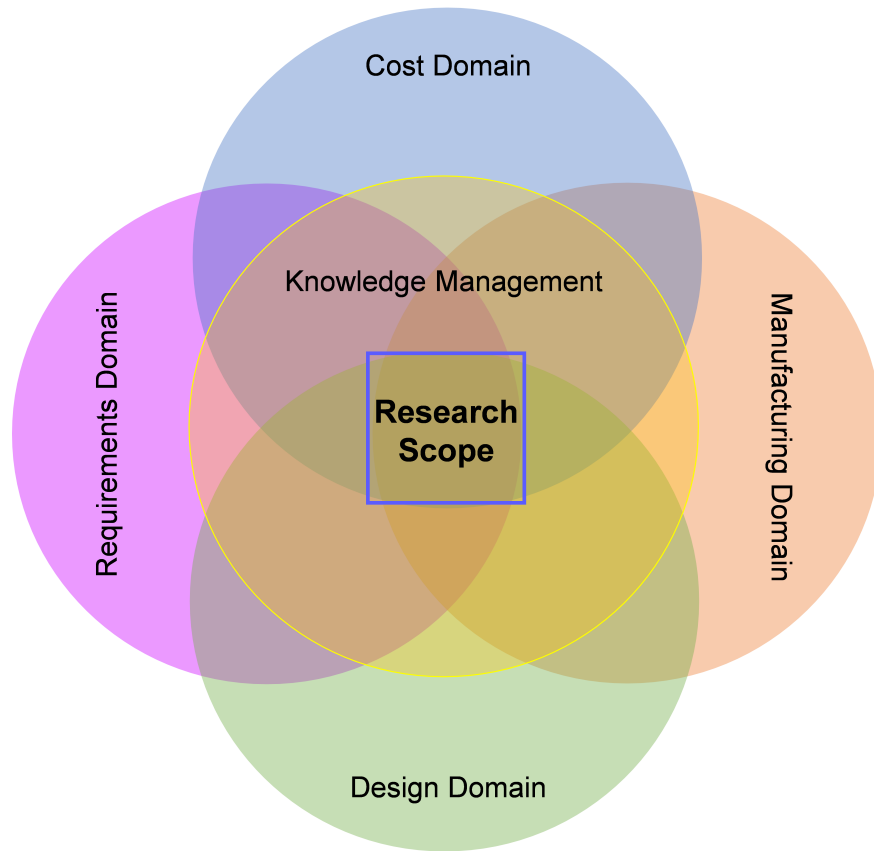 Cost Domain
Knowledge Management
Requirements Domain
Research
Scope
Manufacturing Domain
Design Domain